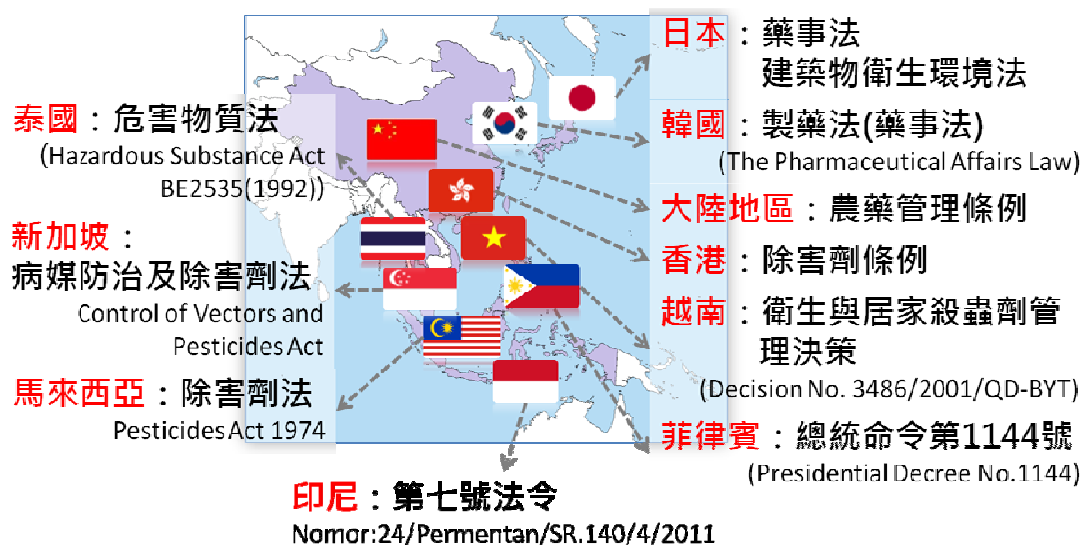 泰國：危害物質法
(Hazardous Substance Act
BE2535(1992))
新加坡：
病媒防治及除害劑法
Control of Vectors and
Pesticides Act
馬來西亞：除害劑法
Pesticides Act 1974
印尼：第七號法令
Nomor:24/Permentan/SR.140/4/2011
日本：藥事法
建築物衛生環境法
韓國：製藥法(藥事法)
(The Pharmaceutical Affairs Law)
大陸地區：農藥管理條例
香港：除害劑條例
越南：衛生與居家殺蟲劑管
理決策
(Decision No. 3486/2001/QD-BYT)
菲律賓：總統命令第1144號
(Presidential Decree No.1144)